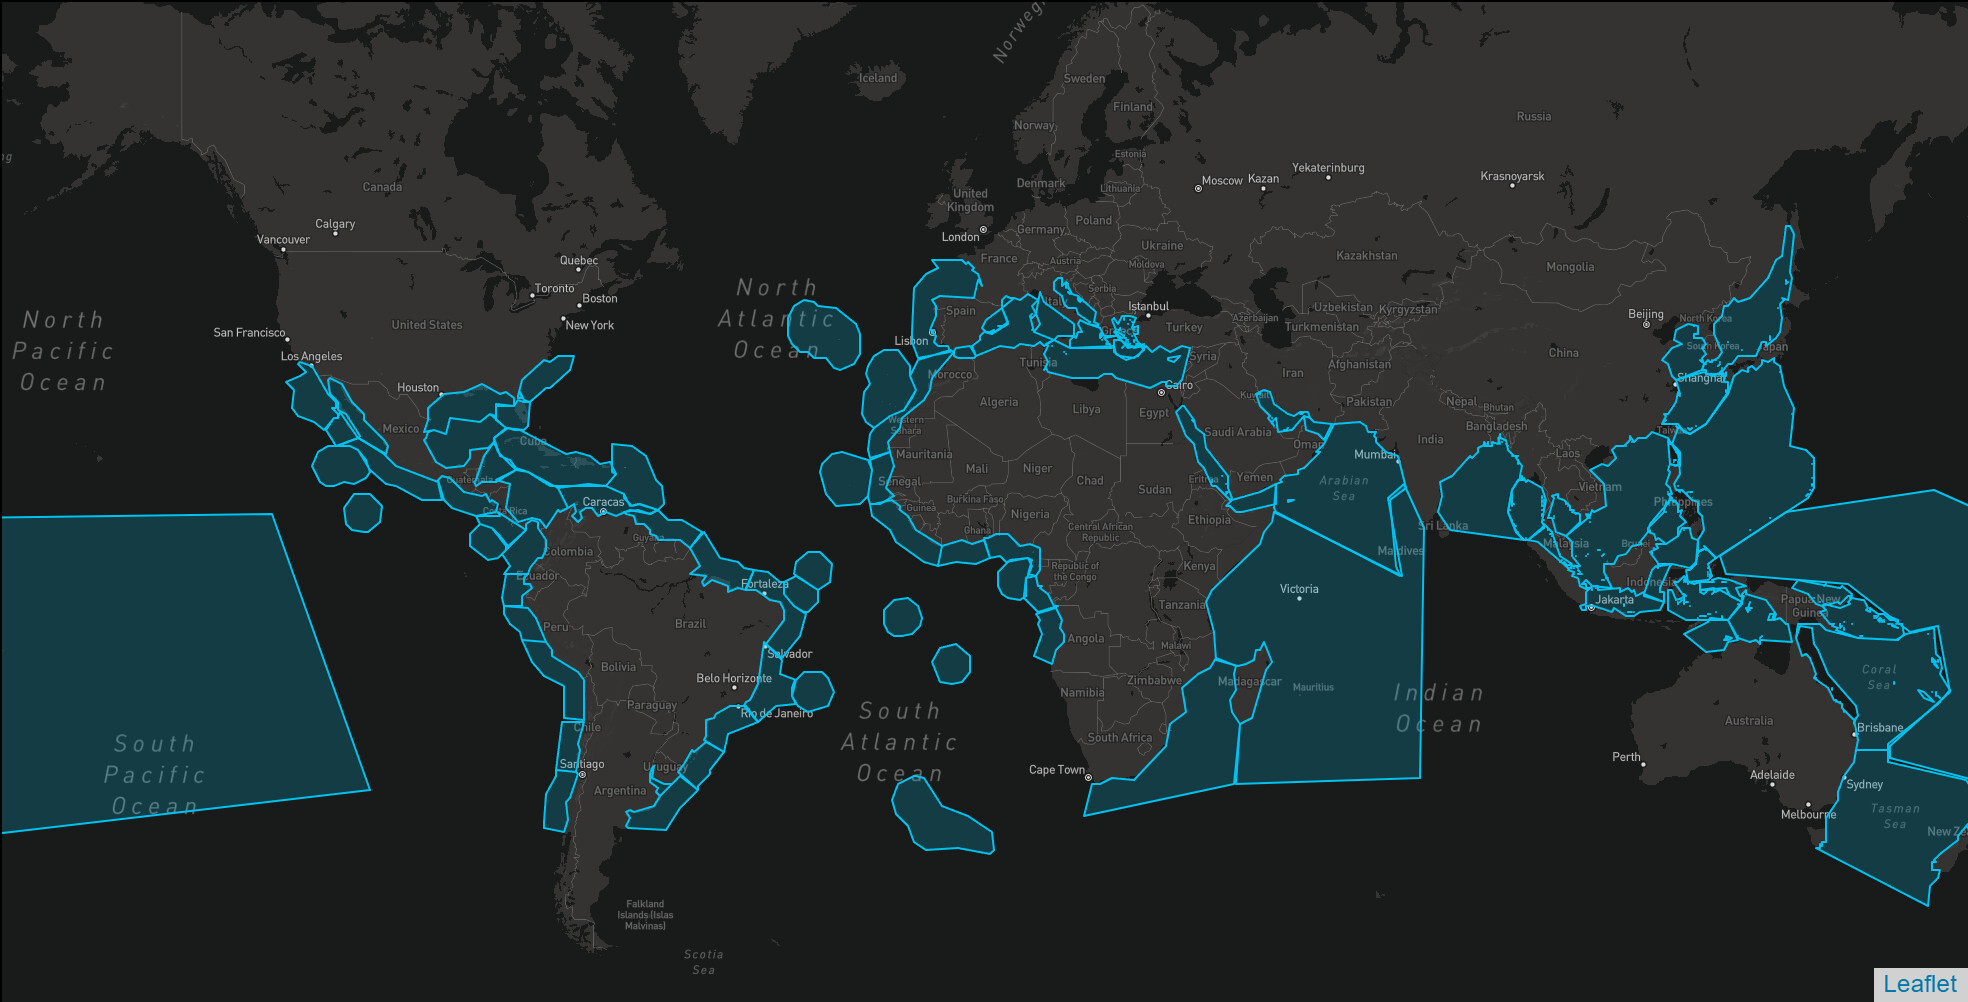 Norweg
Iceland
Sweden
Finland
Norway
Russia
Estonia
ng
Canada
Denmark
Lithuania
United
Kingdom
Moscow
Kazan
Yekaterinburg
Krasnoyarsk
Calgary
Vancouver
London
Germany
Poland
Ukraine
Quebec
France
Austria
Moldova
Kazakhstan
Mongolia
Toronto
Boston
North
Atlantic
Ocean
Serbia
Italy
Istanbul
Spain
Uzbekistan
Kyrgyzstan
Beijing
North Korea
North
Pacific
Ocean
San Francisco
United States
New York
Lisbon
Greece
Turkey
Azerbaijan
Turkmenistan
South Korea
Japan
Los Angeles
Tunisia
Syria
Afghanistan
China
Houston
Morocco
Iran
Shanghai
Cairo
Kuwait
Pakistan
Nepal
Bhutan
Algeria
Libya
Egypt
Bangladesh
Mexico
Cuba
Western
Sahara
Saudi Arabia
Oman
India
Taiwan
Mauritania
Mumbai
Laos
Guatemala
Mali
Niger
Chad
Sudan
Eritrea
Yemen
Arabian
Sea
Vietnam
Senegal
Caracas
Costa Rica
Burkina Faso
Guinea
Nigeria
Ghana
Central African
Republic
Ethiopia
Sri Lanka
Philippines
Guyana
Colombia
Maldives
Malaysia
Brunei
Ecuador
Fortaleza
Republic of
the Congo
Kenya
Indonesia
Victoria
Jakarta
Papua New
Guinea
Peru
Brazil
Tanzania
Angola
Malawi
Salvador
Bolivia
Belo Horizonte
Zimbabwe
Madagascar
Mauritius
Coral
Sea
Namibia
Indian
Ocean
Paraguay
Rio de Janeiro
South
Atlantic
Ocean
Chile
South Africa
Australia
Brisbane
South
Pacific
Ocean
Santiago
Uruguay
Cape Town
Perth
Adelaide
Sydney
Argentina
Melbourne
Tasman
Sea
New Ze
Falkland
Islands (Islas
Malvinas)
Scotia
Sea
Leaflet